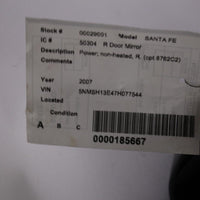 Stock # 00029001 Model SANTA FE
IC # 50304 R Door Mirror
Description Power; non-heated, R. (opt 8762C2)
Comments
Year 2007
VIN 5NMSH13E47H077544
Located
Condition
A B C
0000185667